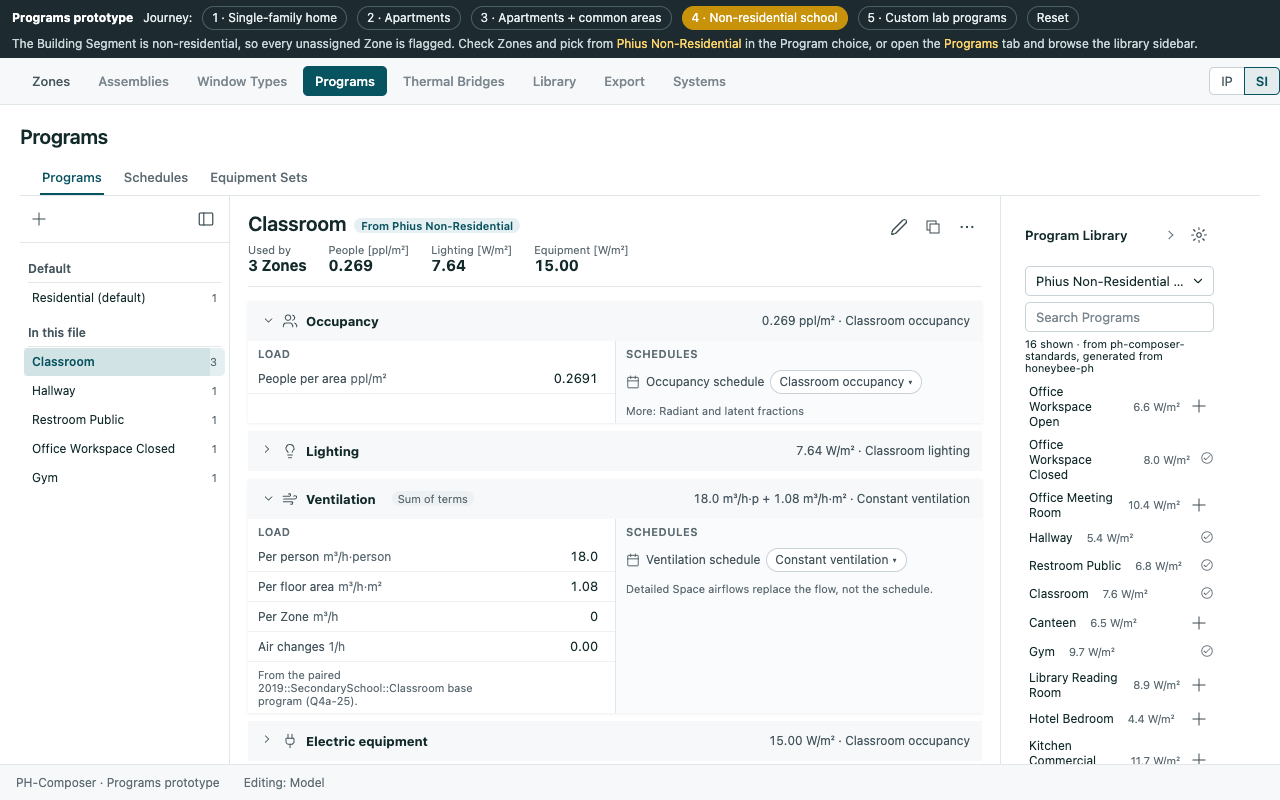 Programs prototype Journey: 1 · Single-family home 2 · Apartments 3 · Apartments + common areas 4 · Non-residential school 5 · Custom lab programs Reset
The Building Segment is non-residential, so every unassigned Zone is flagged. Check Zones and pick from Phius Non-Residential in the Program choice, or open the Programs tab and browse the library sidebar.
Zones Assemblies Window Types Programs Thermal Bridges Library Export Systems IP SI
Programs
Programs Schedules Equipment Sets
Default
Residential (default) 1
In this file
Classroom 3
Hallway 1
Restroom Public 1
Office Workspace Closed 1
Gym 1
Classroom From Phius Non-Residential
Used by People [ppl/m²] Lighting [W/m²] Equipment [W/m²]
3 Zones 0.269 7.64 15.00
Occupancy 0.269 ppl/m² · Classroom occupancy
LOAD SCHEDULES
People per area ppl/m² 0.2691 Occupancy schedule Classroom occupancy
More: Radiant and latent fractions
Lighting 7.64 W/m² · Classroom lighting
Ventilation Sum of terms 18.0 m³/h·p + 1.08 m³/h·m² · Constant ventilation
LOAD SCHEDULES
Per person m³/h·person 18.0 Ventilation schedule Constant ventilation
Per floor area m³/h·m² 1.08 Detailed Space airflows replace the flow, not the schedule.
Per Zone m³/h 0
Air changes 1/h 0.00
From the paired
2019::SecondarySchool::Classroom base
program (Q4a-25).
Electric equipment 15.00 W/m² · Classroom occupancy
Program Library
Phius Non-Residential ...
Search Programs
16 shown · from ph-composer-
standards, generated from
honeybee-ph
Office
Workspace 6.6 W/m²
Open
Office
Workspace 8.0 W/m²
Closed
Office Meeting 10.4 W/m²
Room
Hallway 5.4 W/m²
Restroom Public 6.8 W/m²
Classroom 7.6 W/m²
Canteen 6.5 W/m²
Gym 9.7 W/m²
Library Reading 8.9 W/m²
Room
Hotel Bedroom 4.4 W/m²
Kitchen
Commercial 11.7 W/m²
PH-Composer · Programs prototype Editing: Model